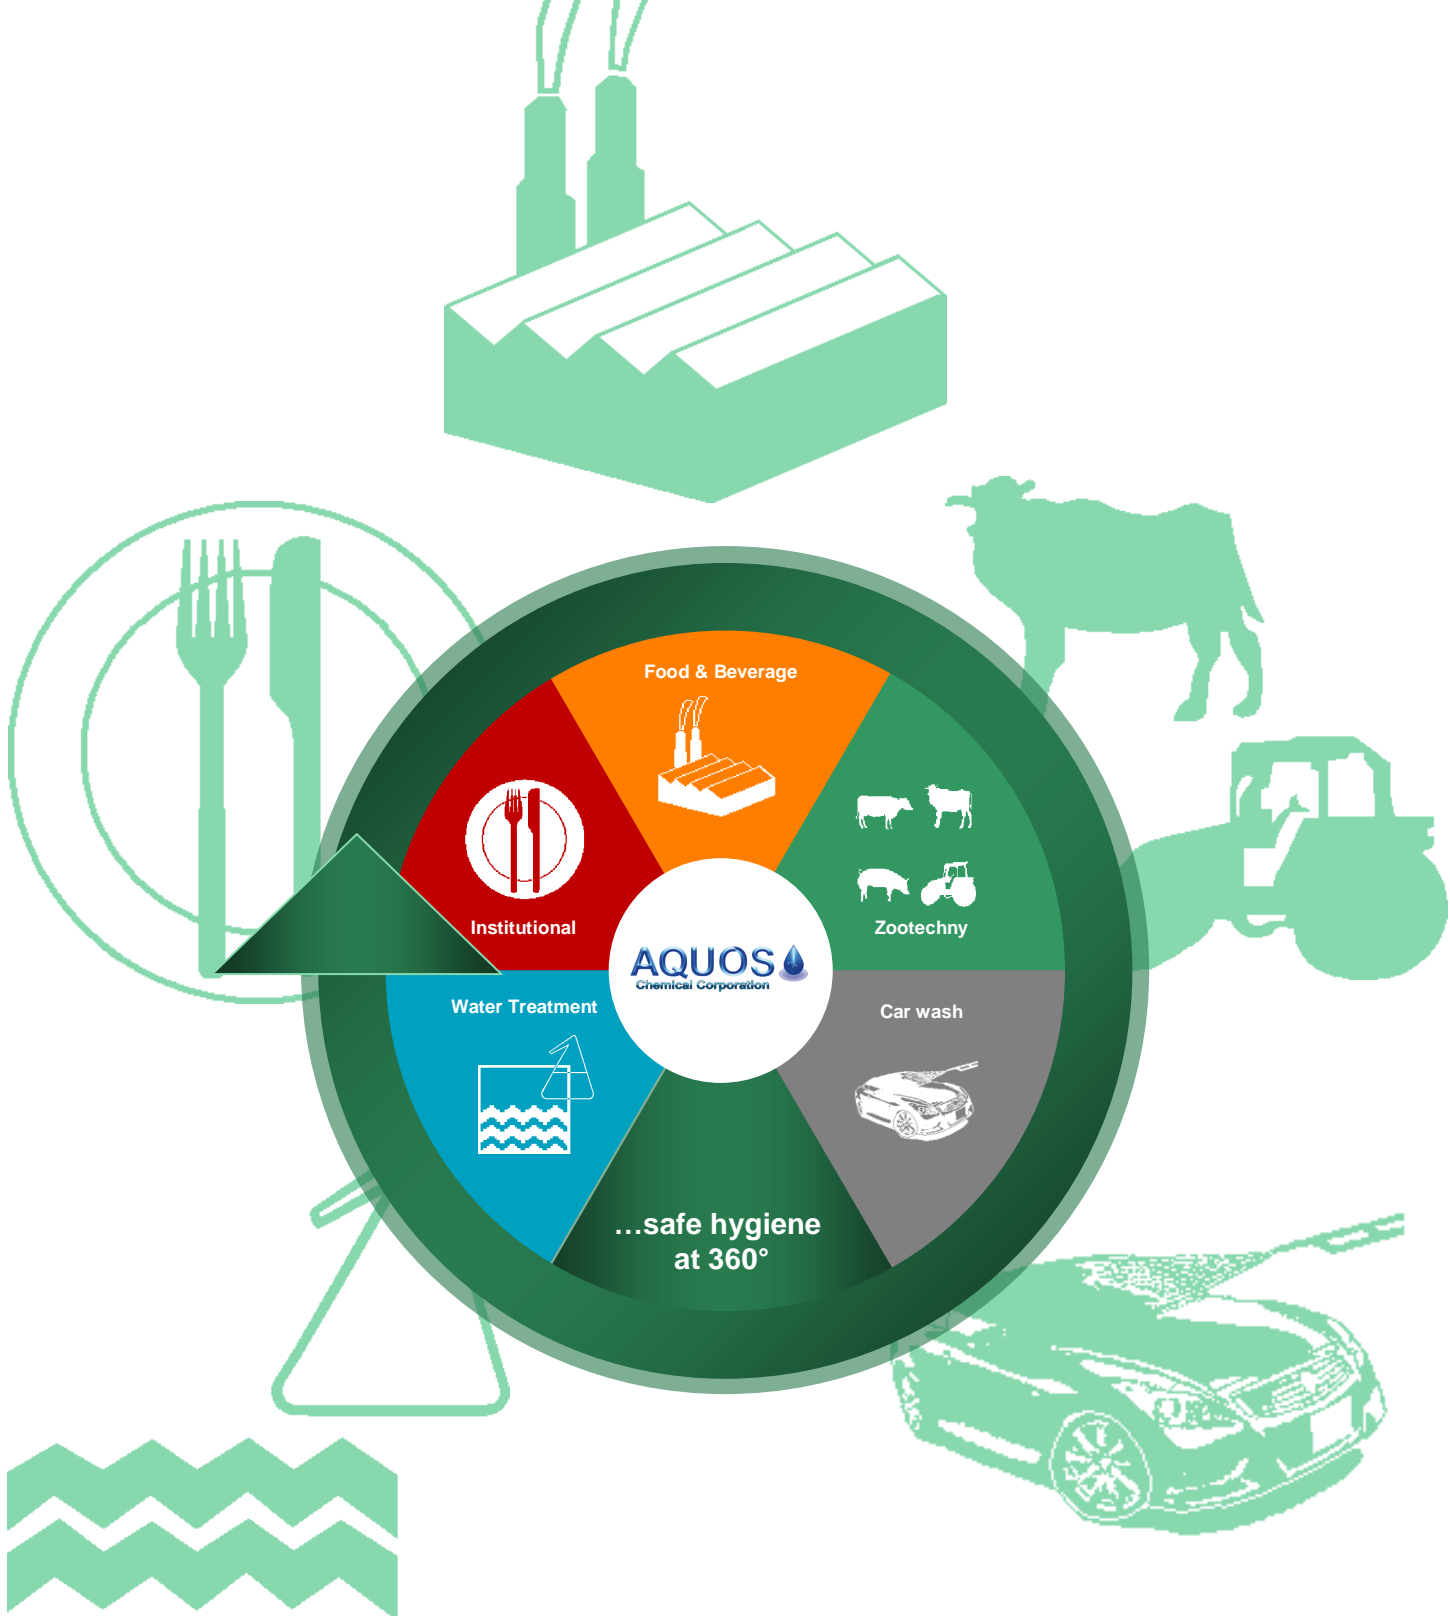 Food & Beverage
Institutional
Zootechny
AQUOS
Chemical Corporation
Water Treatment
Car wash
…safe hygiene
at 360°